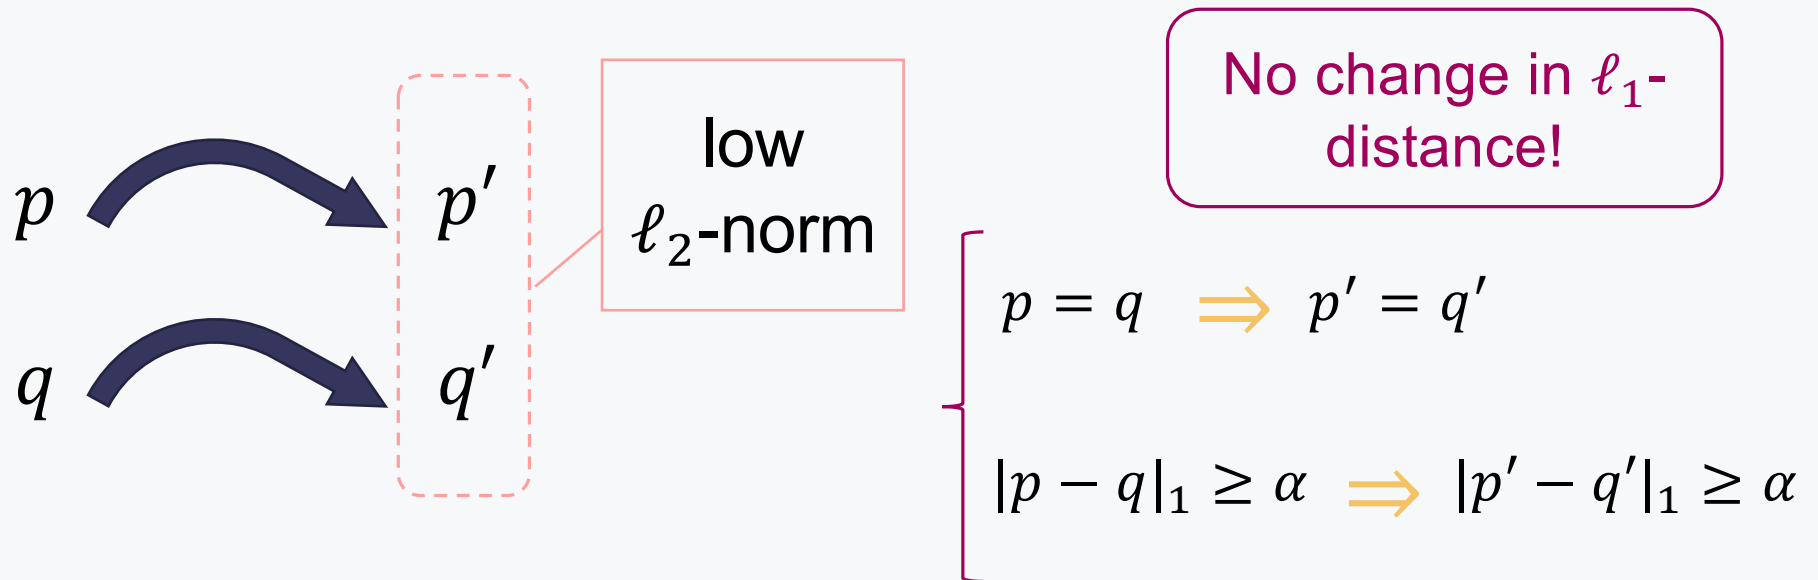 p
p′
q
q′
low
ℓ₂-norm
No change in ℓ₁-
distance!
p = q ⇒ p′ = q′
|p − q|₁ ≥ α ⇒ |p′ − q′|₁ ≥ α